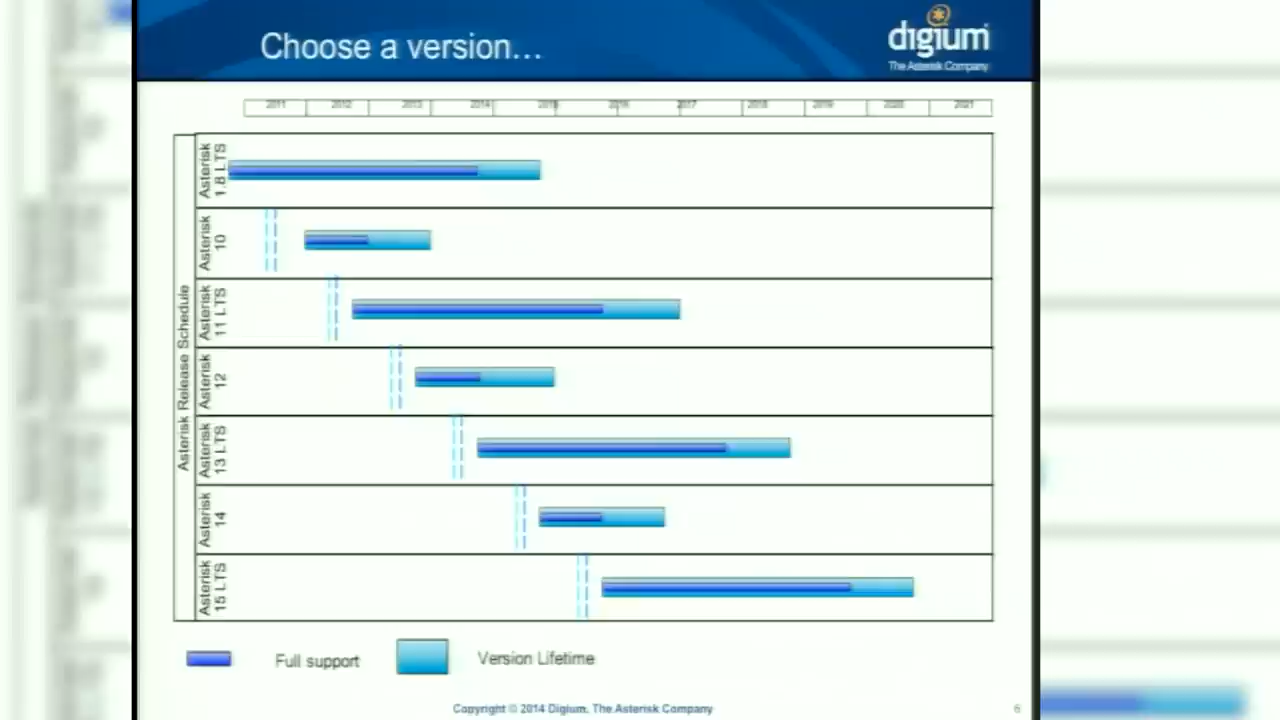 Choose a version...
digium
The Asterisk Company
2011 2012 2013 2014 2015 2016 2017 2018 2019 2020 2021
Asterisk Release Schedule
Asterisk
1.8 LTS
Asterisk
10
Asterisk
11 LTS
Asterisk
12
Asterisk
13 LTS
Asterisk
14
Asterisk
15 LTS
Full support
Version Lifetime
Copyright © 2014 Digium, The Asterisk Company
6